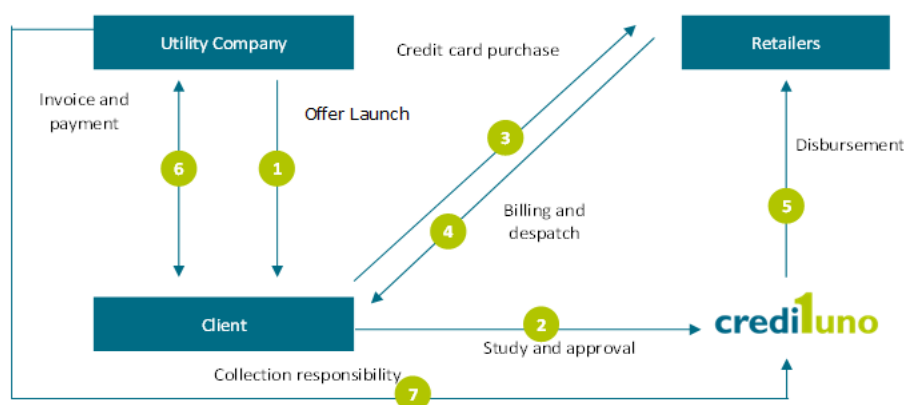 Utility Company
Retailers
Credit card purchase
Invoice and
payment
Offer Launch
3
Disbursement
6
1
Billing and
despatch
4
5
Client
2
credi1uno
Study and approval
Collection responsibility
7